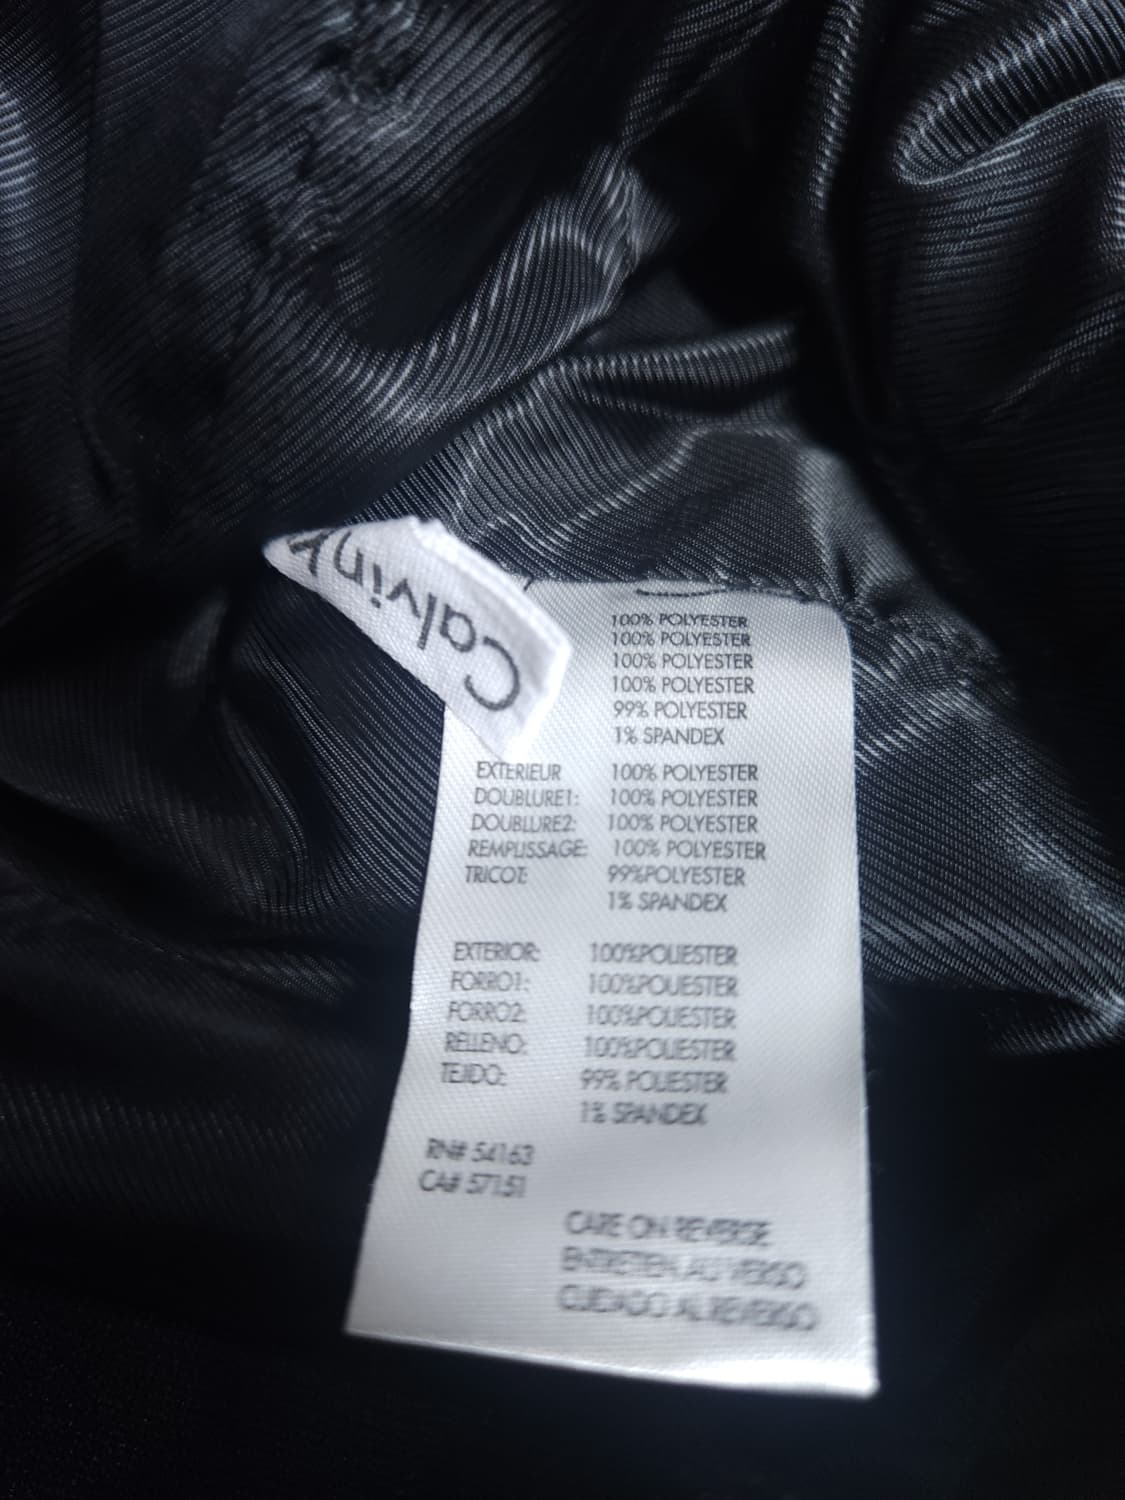 Calvin K
100% POLYESTER
100% POLYESTER
100% POLYESTER
100% POLYESTER
99% POLYESTER
1% SPANDEX
EXTERIEUR 100% POLYESTER
DOUBLURE1: 100% POLYESTER
DOUBLURE2: 100% POLYESTER
REMPLISSAGE: 100% POLYESTER
TRICOT: 99%POLYESTER
1% SPANDEX
EXTERIOR: 100%POLIESTER
FORRO1: 100%POLIESTER
FORRO2: 100%POLIESTER
RELLENO: 100%POLIESTER
TEJIDO: 99% POLIESTER
1% SPANDEX
RN# 54163
CA# 57151
CARE ON REVERSE
ENTRETIEN AU VERSO
CUIDADO AL REVERSO